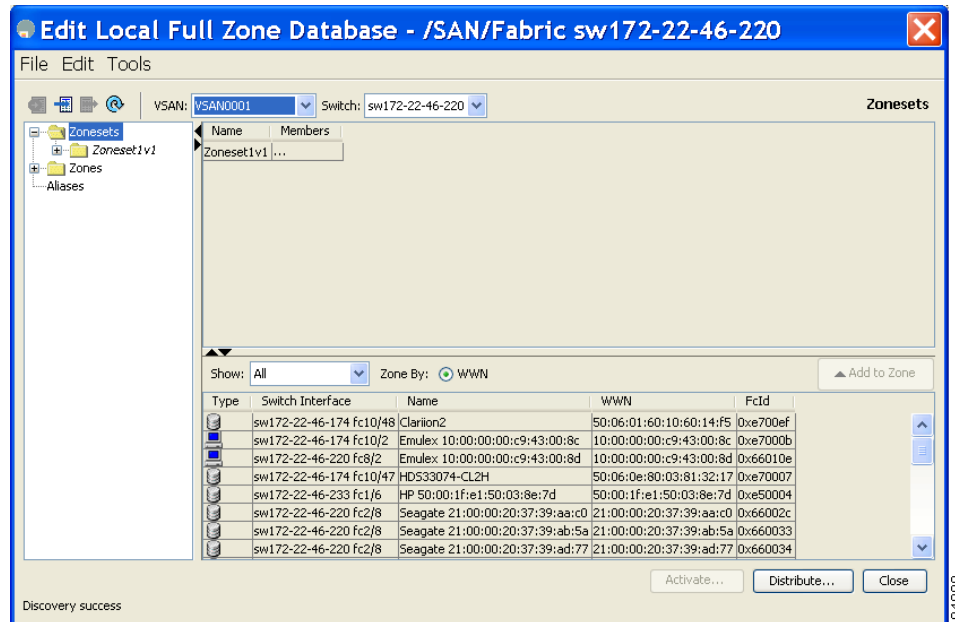 Edit Local Full Zone Database - /SAN/Fabric sw172-22-46-220
File Edit Tools
VSAN: VSAN0001 Switch: sw172-22-46-220 Zonesets
Zonesets
Zoneset1v1
Zones
Aliases
Name Members
Zoneset1v1 ...
Show: All Zone By: WWN Add to Zone
Type Switch Interface Name WWN FcId
sw172-22-46-174 fc10/48 Clariion2 50:06:01:60:10:60:14:f5 0xe700ef
sw172-22-46-174 fc10/2 Emulex 10:00:00:00:c9:43:00:8c 10:00:00:00:c9:43:00:8c 0xe7000b
sw172-22-46-220 fc8/2 Emulex 10:00:00:00:c9:43:00:8d 10:00:00:00:c9:43:00:8d 0x66010e
sw172-22-46-174 fc10/47 HDS33074-CL2H 50:06:0e:80:03:81:32:17 0xe70007
sw172-22-46-233 fc1/6 HP 50:00:1f:e1:50:03:8e:7d 50:00:1f:e1:50:03:8e:7d 0xe50004
sw172-22-46-220 fc2/8 Seagate 21:00:00:20:37:39:aa:c0 21:00:00:20:37:39:aa:c0 0x66002c
sw172-22-46-220 fc2/8 Seagate 21:00:00:20:37:39:ab:5a 21:00:00:20:37:39:ab:5a 0x660033
sw172-22-46-220 fc2/8 Seagate 21:00:00:20:37:39:ad:77 21:00:00:20:37:39:ad:77 0x660034
Activate... Distribute... Close
Discovery success